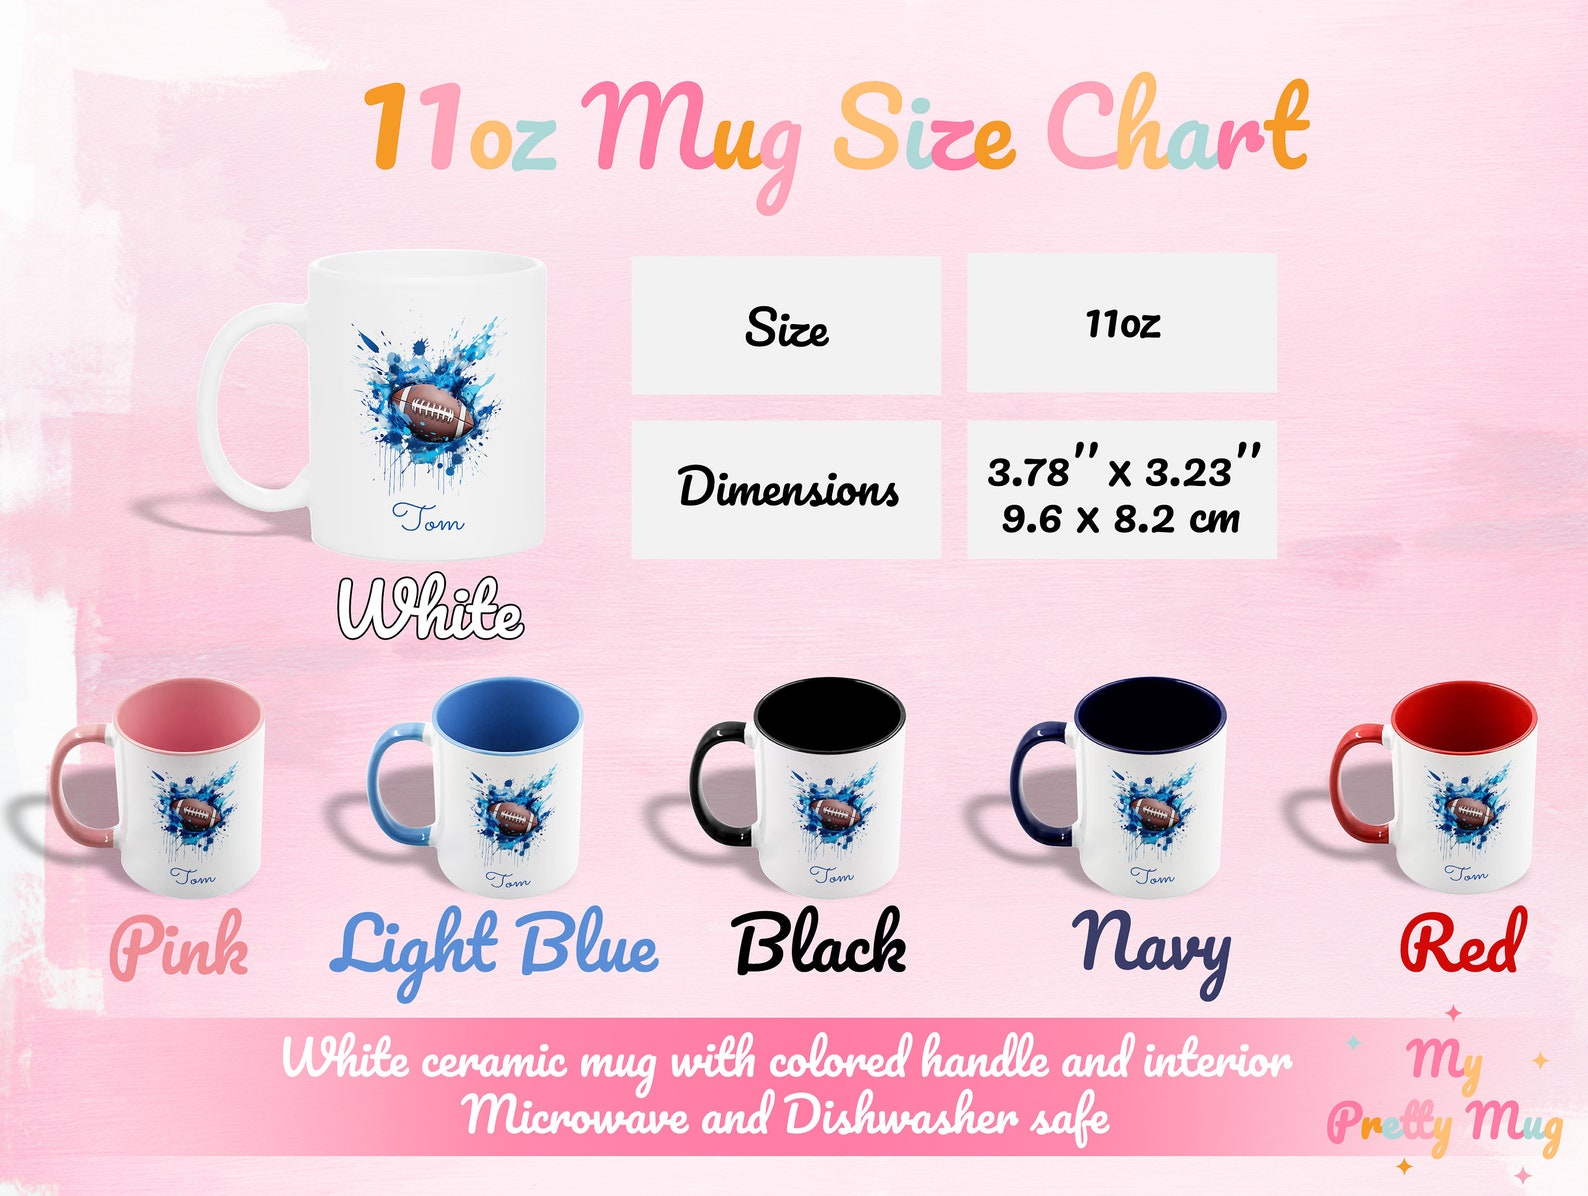 11oz Mug Size Chart
Size
11oz
Dimensions
3.78" x 3.23"
9.6 x 8.2 cm
Tom
White
Tom
Tom
Tom
Tom
Tom
Pink
Light Blue
Black
Navy
Red
White ceramic mug with colored handle and interior
Microwave and Dishwasher safe
My
Pretty Mug